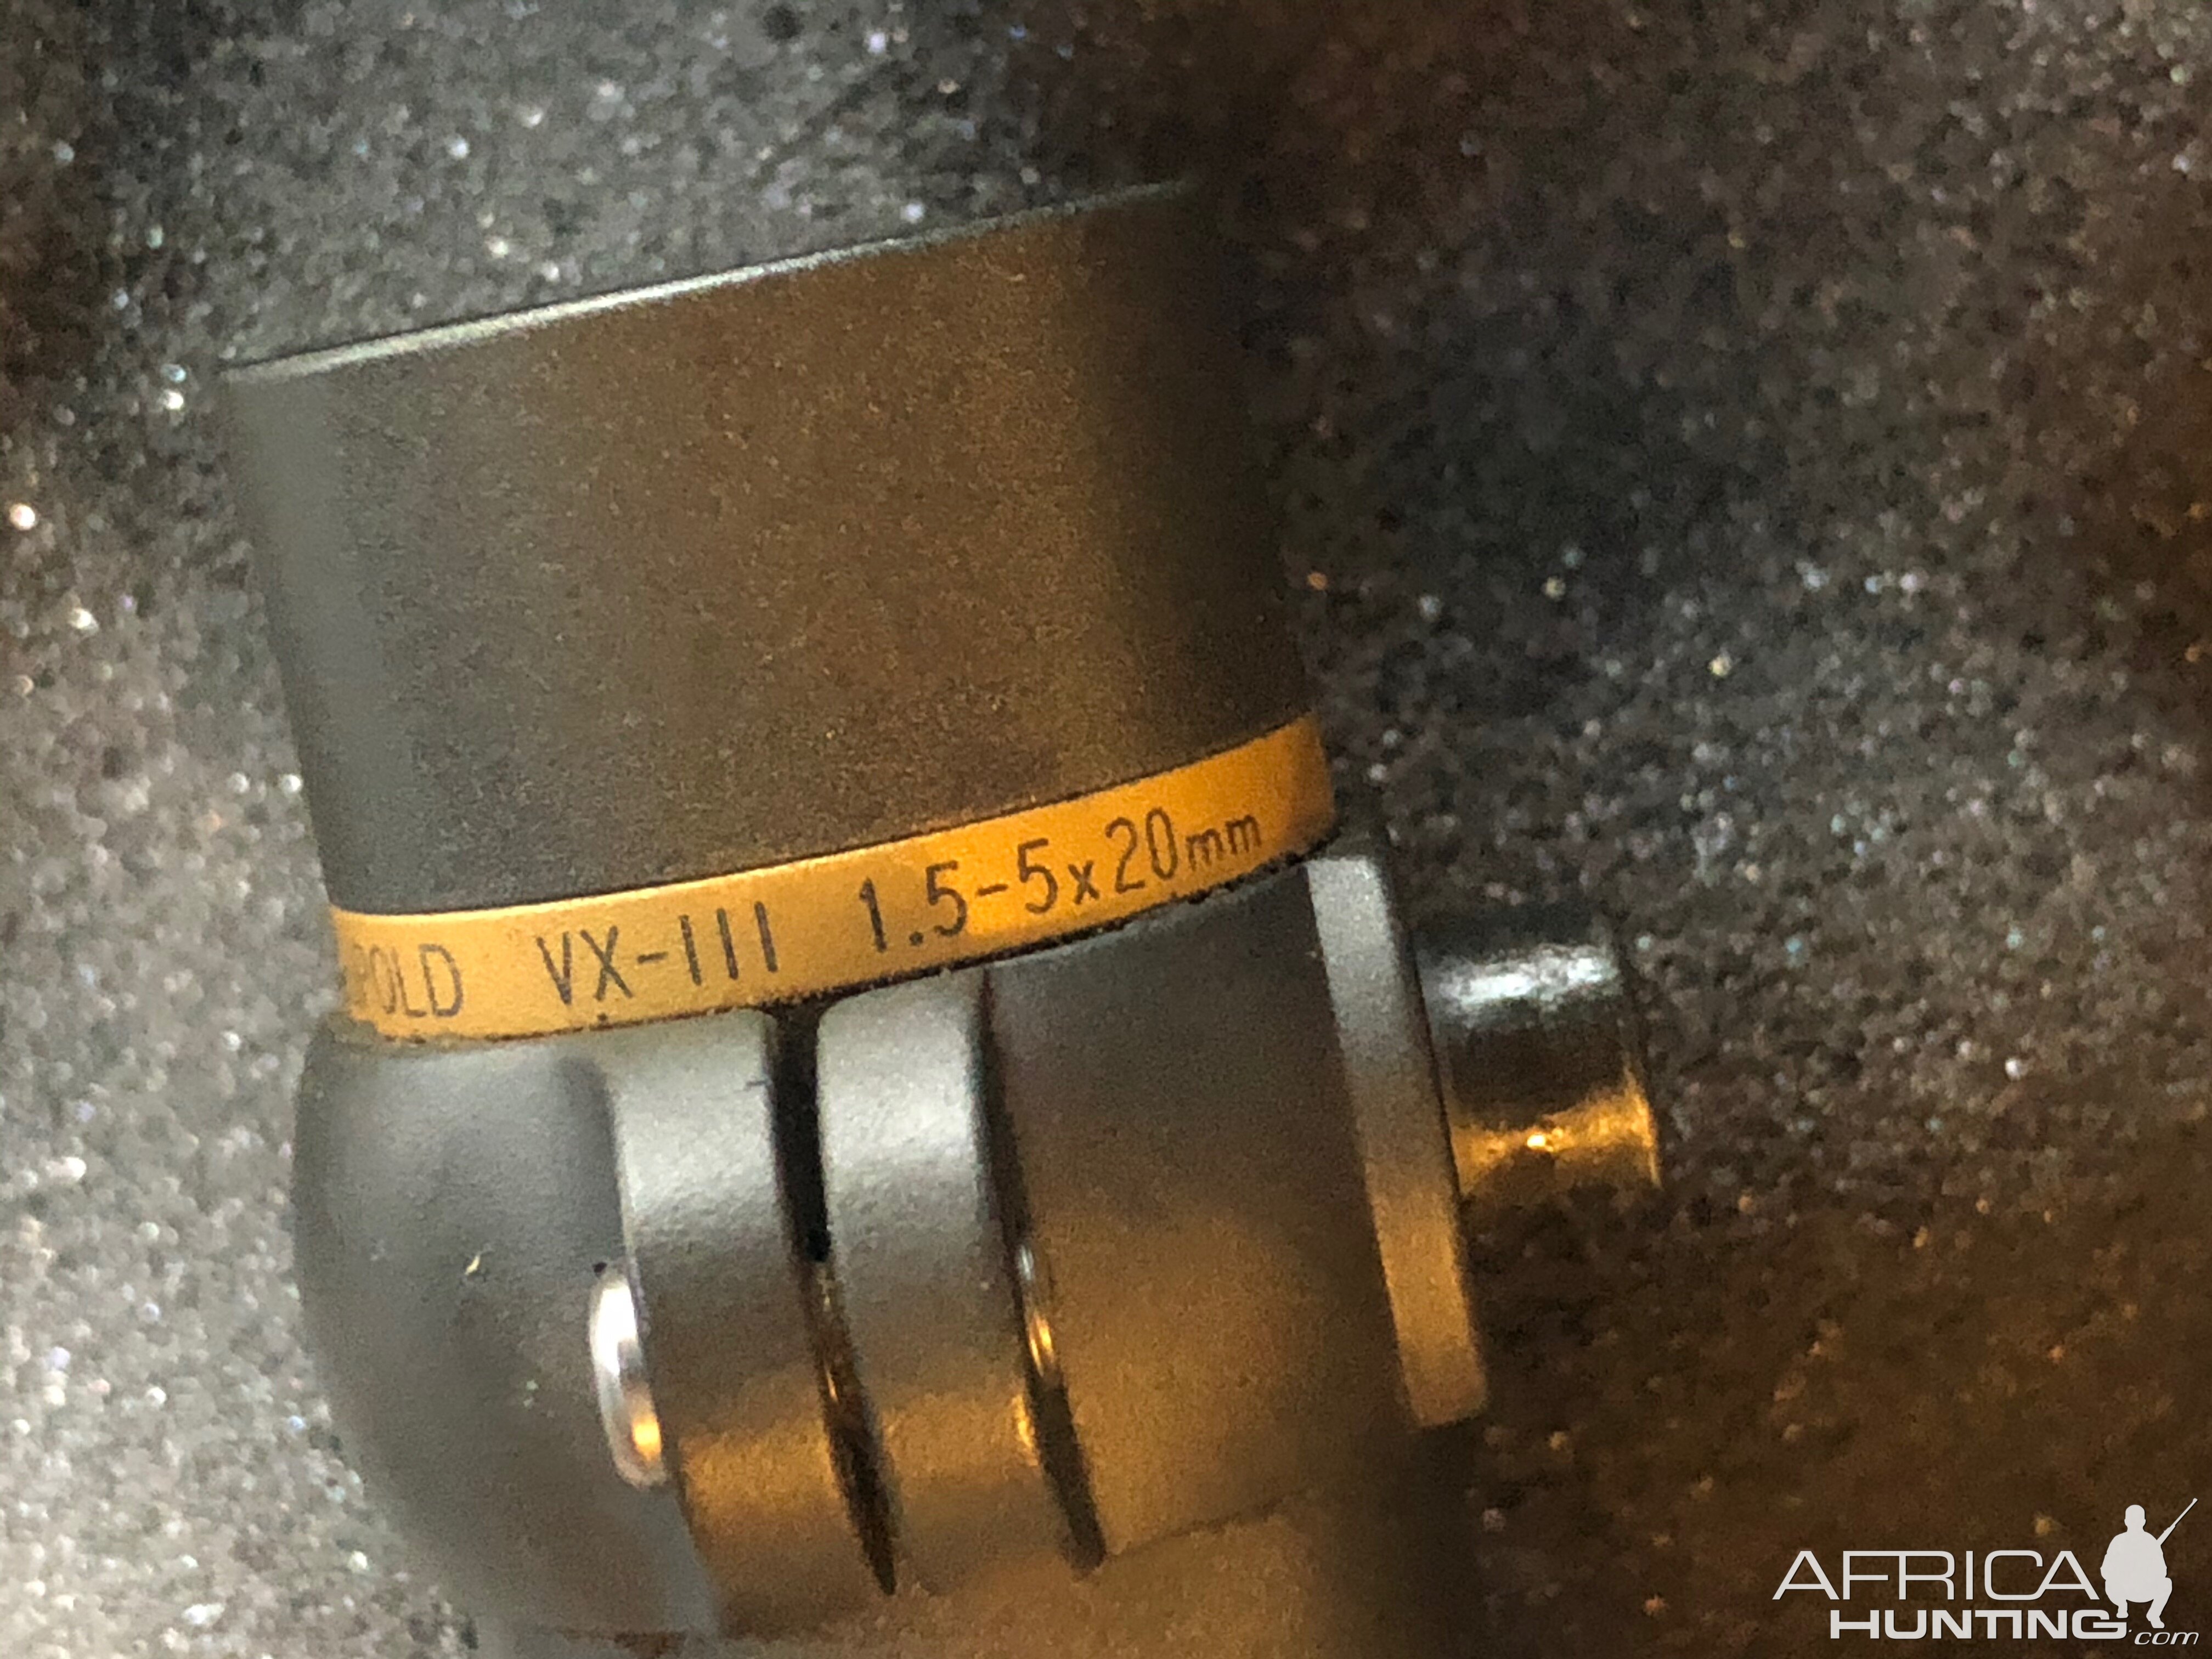 POLD VX-III 1.5-5x20mm
AFRICA
HUNTING.com